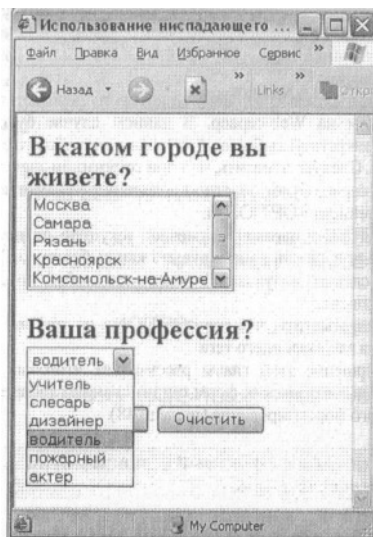 Использование ниспадающего ...
Файл Правка Вид Избранное Сервис »
Назад » Links »
В каком городе вы
живете?
Москва
Самара
Рязань
Красноярск
Комсомольск-на-Амуре
Ваша профессия?
водитель
учитель
слесарь
дизайнер
водитель
пожарный
актер
Очистить
My Computer